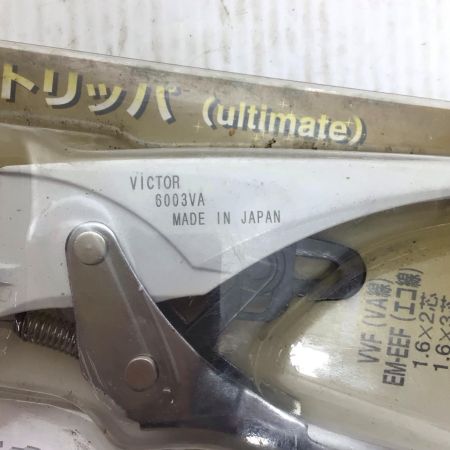 トリッパ (ultimate)
VICTOR
6003VA
MADE IN JAPAN
VVF (VA線)
EM-EEF (エコ線)
1.6×2芯
1.6×3芯